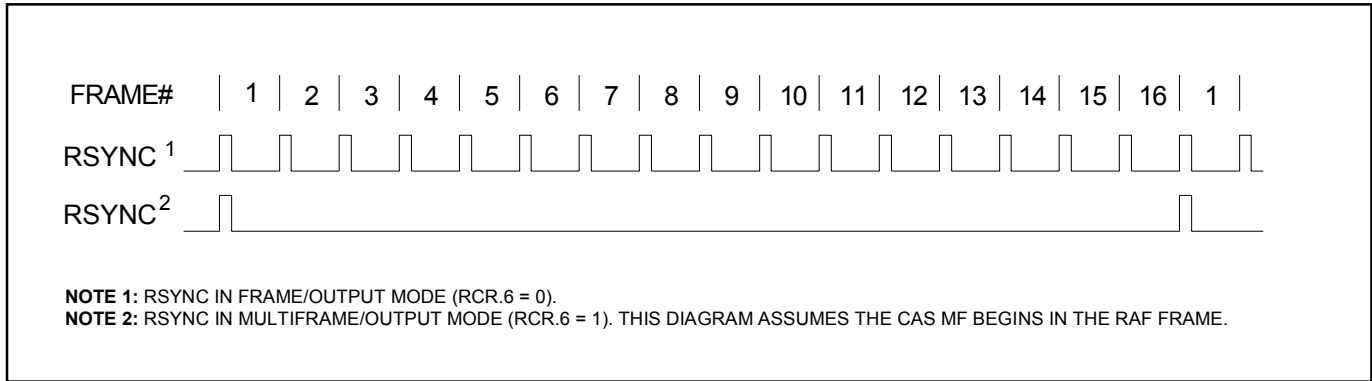 FRAME# 1 2 3 4 5 6 7 8 9 10 11 12 13 14 15 16 1
RSYNC 1
RSYNC 2
NOTE 1: RSYNC IN FRAME/OUTPUT MODE (RCR.6 = 0).
NOTE 2: RSYNC IN MULTIFRAME/OUTPUT MODE (RCR.6 = 1). THIS DIAGRAM ASSUMES THE CAS MF BEGINS IN THE RAF FRAME.